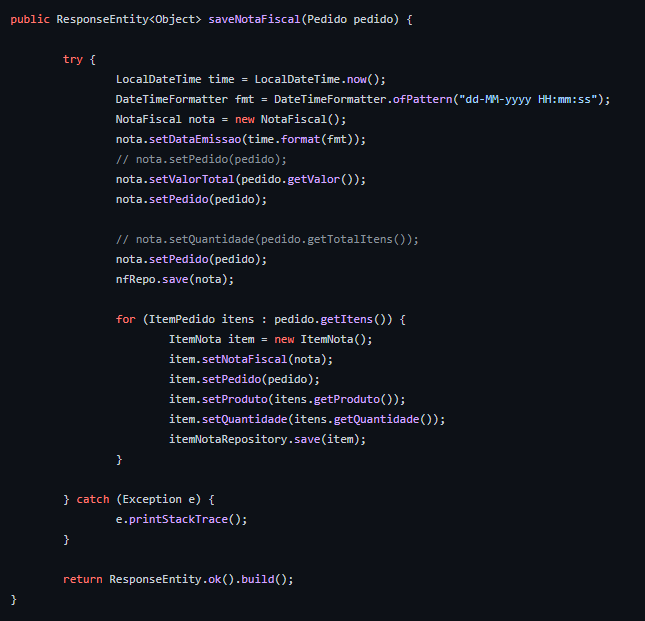 public ResponseEntity<Object> saveNotaFiscal(Pedido pedido) {
try {
LocalDateTime time = LocalDateTime.now();
DateTimeFormatter fmt = DateTimeFormatter.ofPattern("dd-MM-yyyy HH:mm:ss");
NotaFiscal nota = new NotaFiscal();
nota.setDataEmissao(time.format(fmt));
// nota.setPedido(pedido);
nota.setValorTotal(pedido.getValor());
nota.setPedido(pedido);
// nota.setQuantidade(pedido.getTotalItens());
nota.setPedido(pedido);
nfRepo.save(nota);
for (ItemPedido itens : pedido.getItens()) {
ItemNota item = new ItemNota();
item.setNotaFiscal(nota);
item.setPedido(pedido);
item.setProduto(itens.getProduto());
item.setQuantidade(itens.getQuantidade());
itemNotaRepository.save(item);
}
} catch (Exception e) {
e.printStackTrace();
}
return ResponseEntity.ok().build();
}